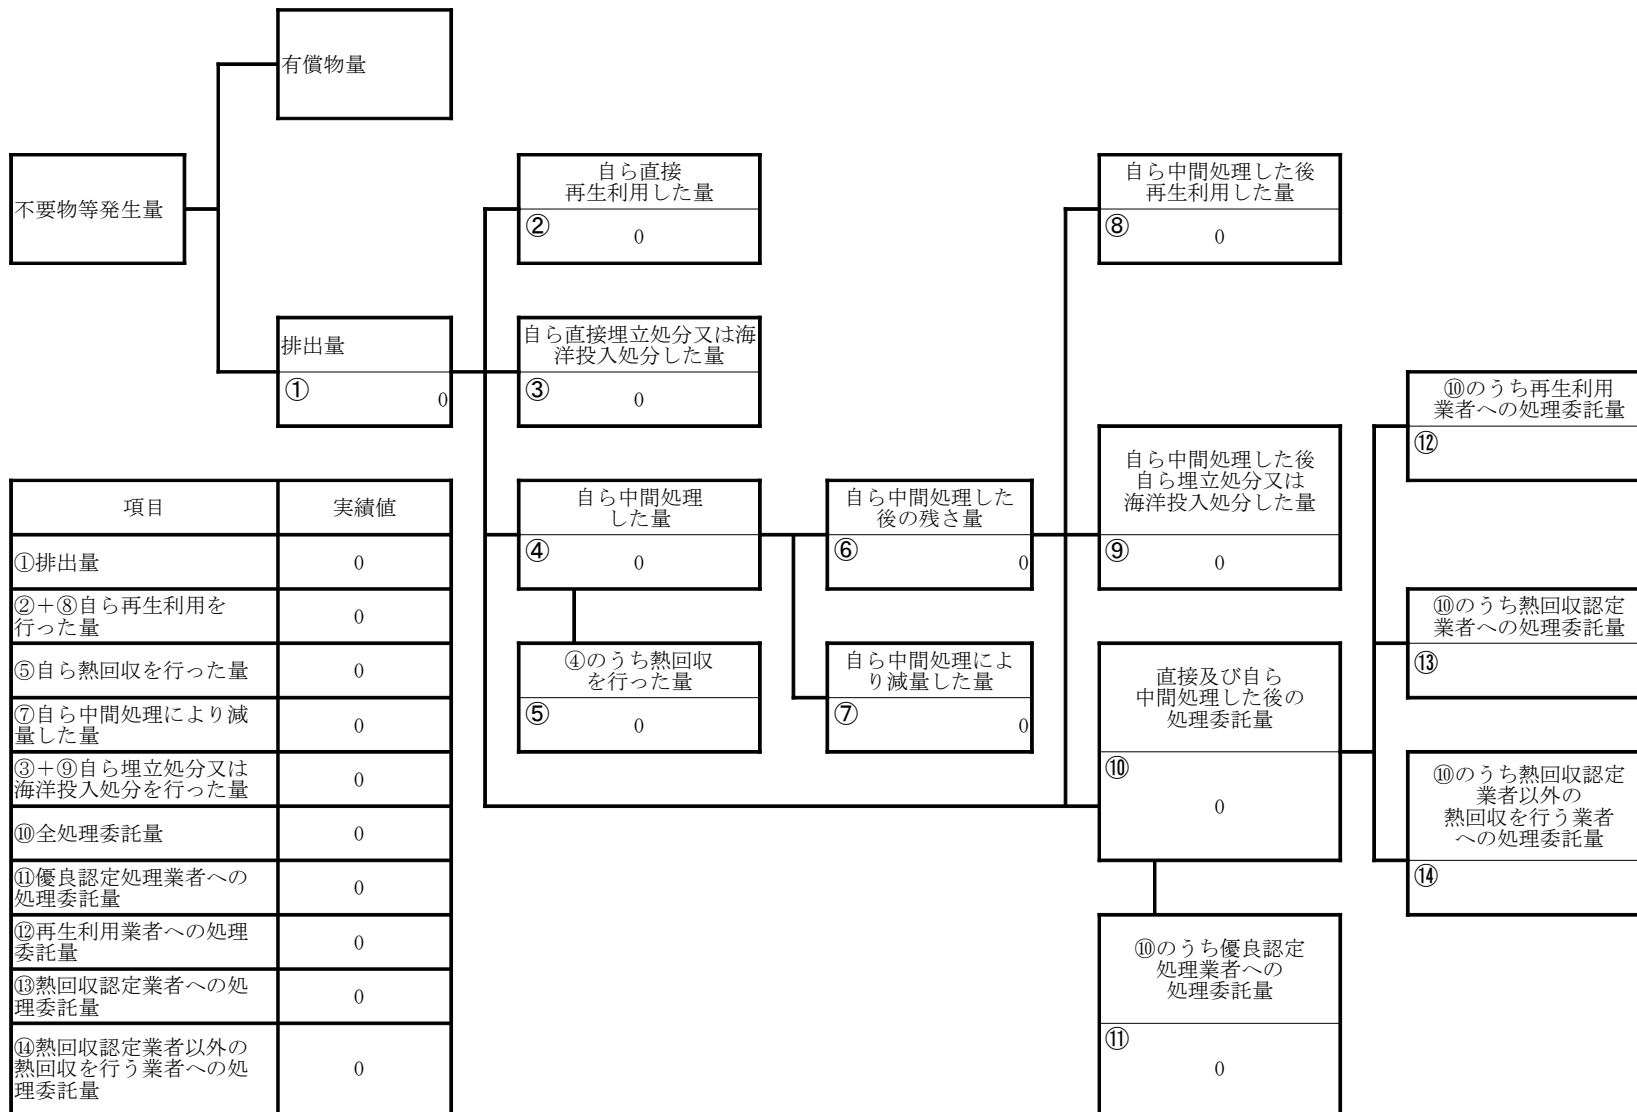 有償物量
不要物等発生量
自ら直接
再生利用した量
②
0
自ら中間処理した後
再生利用した量
⑧
0
排出量
①
0
自ら直接埋立処分又は海
洋投入処分した量
③
0
⑩のうち再生利用
業者への処理委託量
⑫
自ら中間処理
した量
④
0
自ら中間処理した
後の残さ量
⑥
0
自ら中間処理した後
自ら埋立処分又は
海洋投入処分した量
⑨
0
⑩のうち熱回収認定
業者への処理委託量
⑬
④のうち熱回収
を行った量
⑤
0
自ら中間処理によ
り減量した量
⑦
0
直接及び自ら
中間処理した後の
処理委託量
⑩
0
⑩のうち熱回収認定
業者以外の
熱回収を行う業者
への処理委託量
⑭
⑩のうち優良認定
処理業者への
処理委託量
⑪
0
項目 実績値
①排出量 0
②＋⑧自ら再生利用を
行った量 0
⑤自ら熱回収を行った量 0
⑦自ら中間処理により減
量した量 0
③＋⑨自ら埋立処分又は
海洋投入処分を行った量 0
⑩全処理委託量 0
⑪優良認定処理業者への
処理委託量 0
⑫再生利用業者への処理
委託量 0
⑬熱回収認定業者への処
理委託量 0
⑭熱回収認定業者以外の
熱回収を行う業者への処 0
理委託量